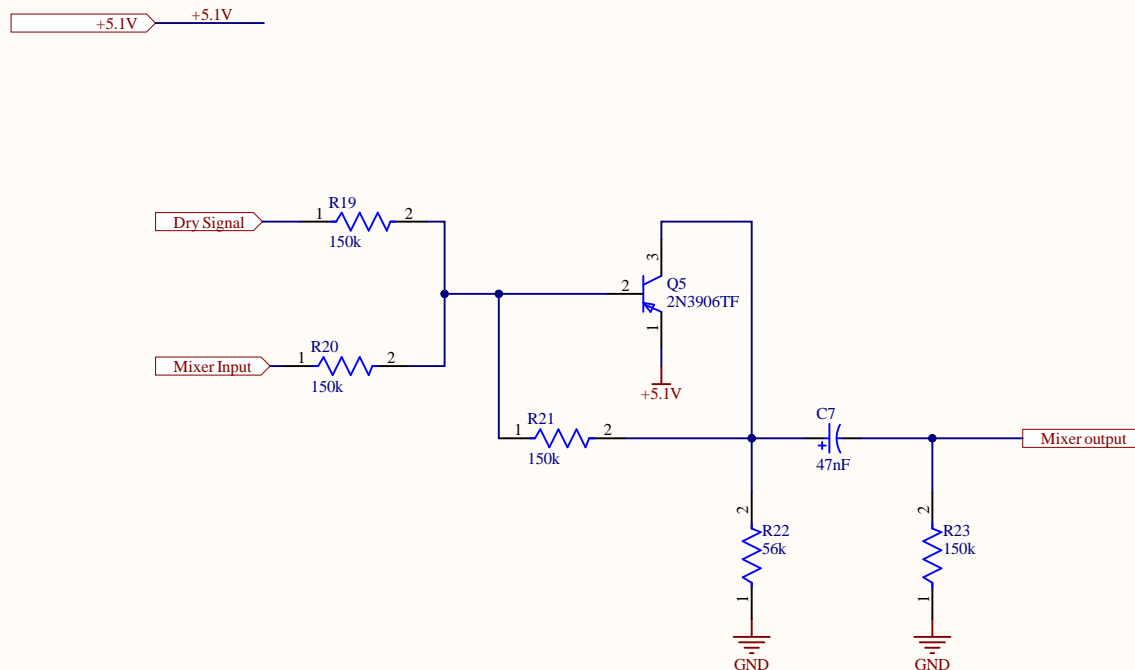 +5.1V
+5.1V
R19
1
2
Dry Signal
150k
3
Q5
2
2N3906TF
1
R20
1
2
Mixer Input
150k
+5.1V
R21
1
2
150k
C7
+
47nF
Mixer output
2
R22
56k
1
2
R23
150k
1
GND
GND